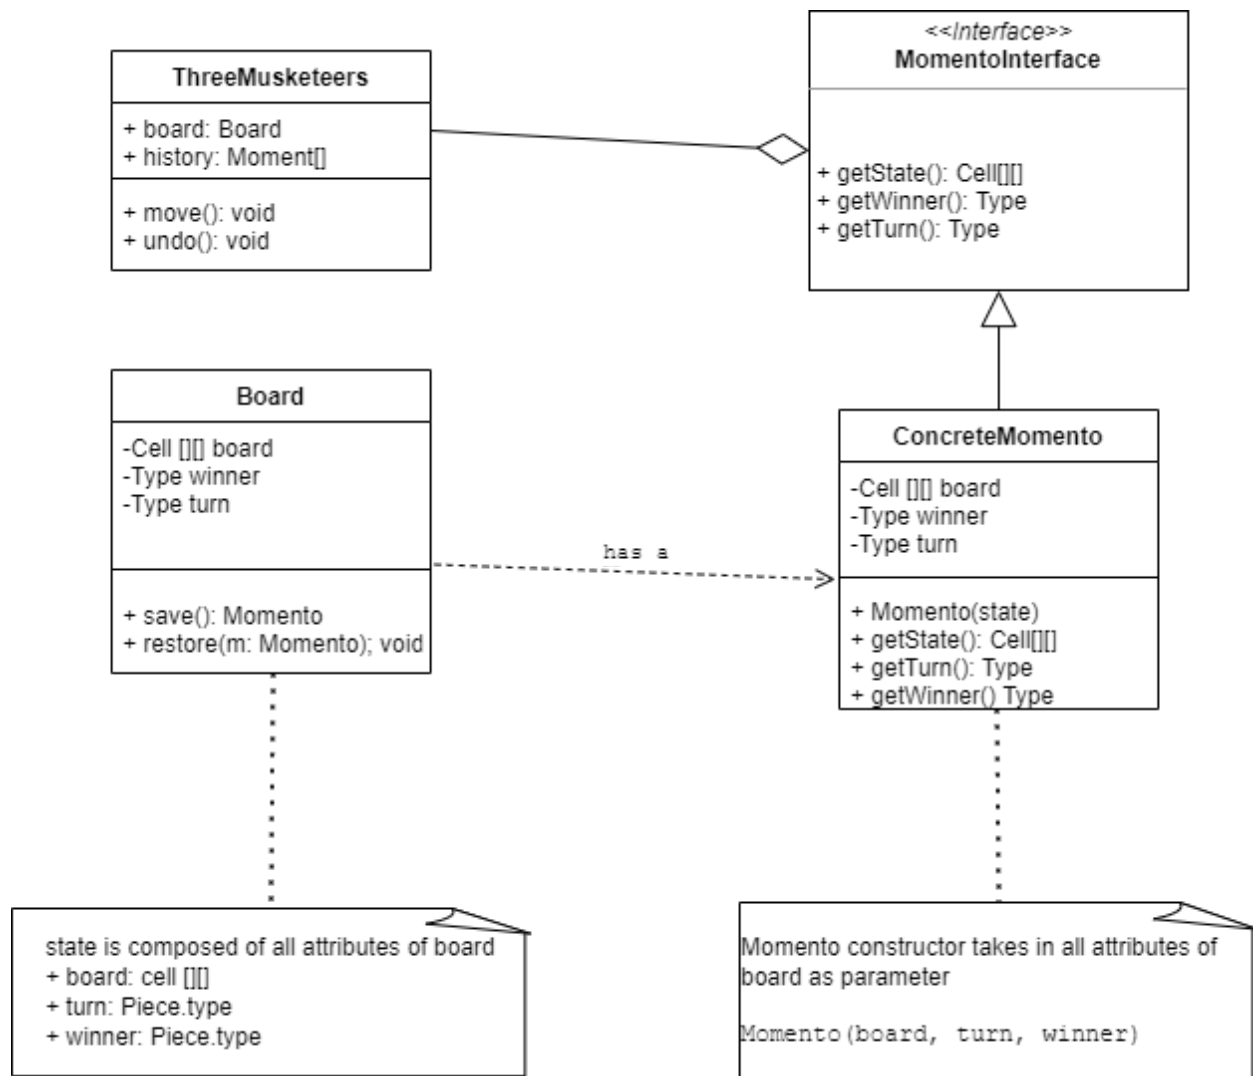 ThreeMusketeers
+ board: Board
+ history: Moment[]
+ move(): void
+ undo(): void
<<Interface>>
MomentoInterface
+ getState(): Cell[][]
+ getWinner(): Type
+ getTurn(): Type
Board
-Cell [][] board
-Type winner
-Type turn
+ save(): Momento
+ restore(m: Momento); void
has a
ConcreteMomento
-Cell [][] board
-Type winner
-Type turn
+ Momento(state)
+ getState(): Cell[][]
+ getTurn(): Type
+ getWinner() Type
state is composed of all attributes of board
+ board: cell [][]
+ turn: Piece.type
+ winner: Piece.type
Momento constructor takes in all attributes of
board as parameter
Momento(board, turn, winner)